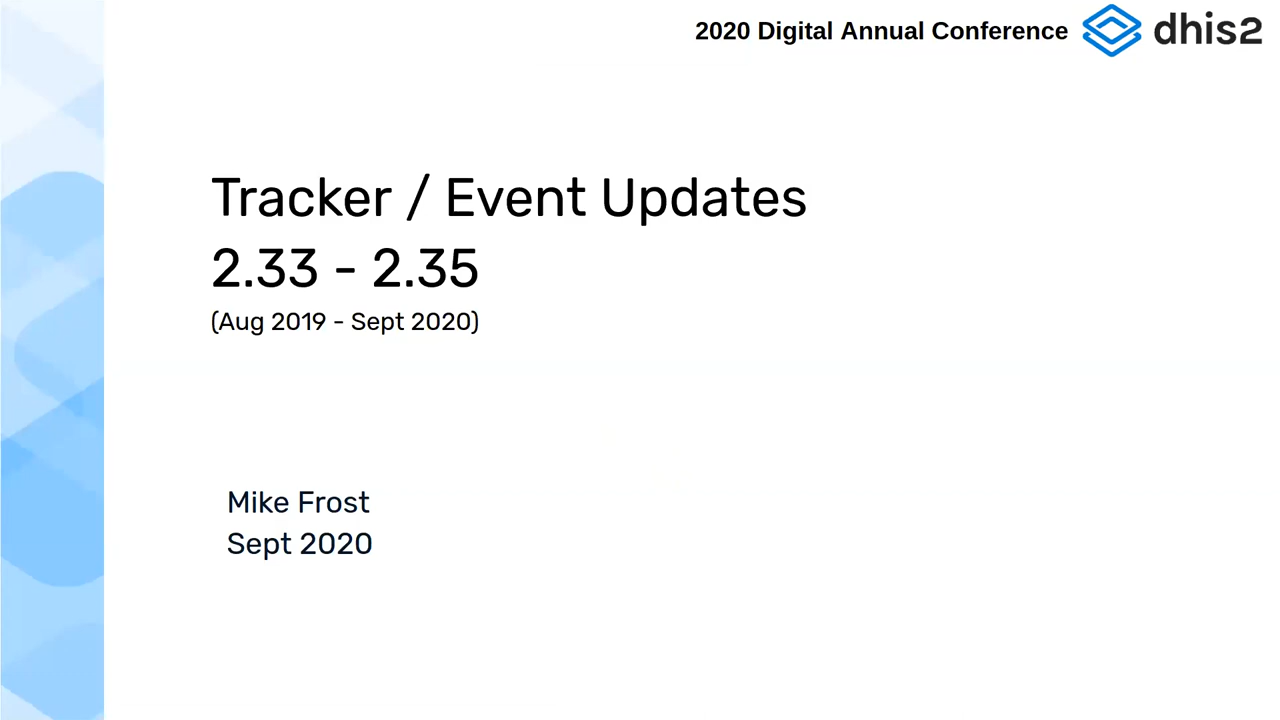 2020 Digital Annual Conference dhis2
Tracker / Event Updates
2.33 - 2.35
(Aug 2019 - Sept 2020)
Mike Frost
Sept 2020